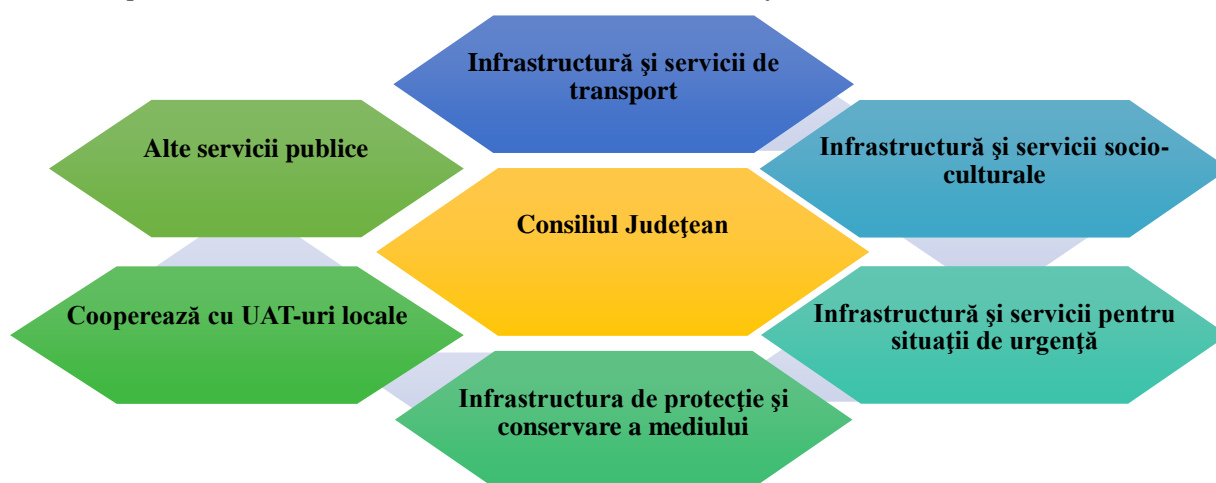 Infrastructură şi servicii de
transport
Alte servicii publice
Infrastructură şi servicii socio-
culturale
Consiliul Judeţean
Cooperează cu UAT-uri locale
Infrastructură şi servicii pentru
situaţii de urgenţă
Infrastructura de protecţie şi
conservare a mediului